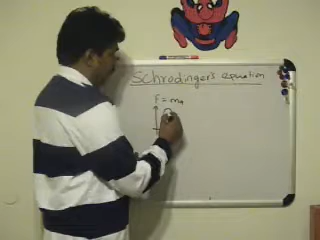 Schrodinger's equation
F = ma